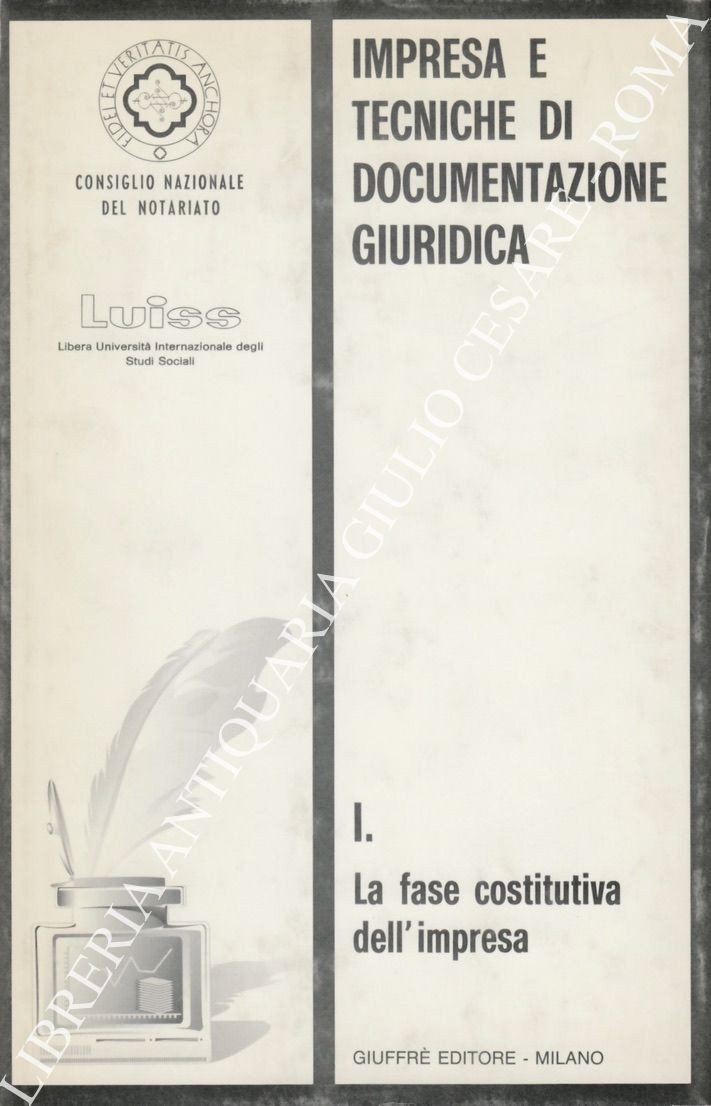 FIDEI ET VERITATIS ANCHORA
CONSIGLIO NAZIONALE
DEL NOTARIATO
Luiss
Libera Università Internazionale degli
Studi Sociali
IMPRESA E
TECNICHE DI
DOCUMENTAZIONE
GIURIDICA
I.
La fase costitutiva
dell'impresa
GIUFFRÈ EDITORE - MILANO
LIBRERIA ANTIQUARIA GIULIO CESARE - ROMA